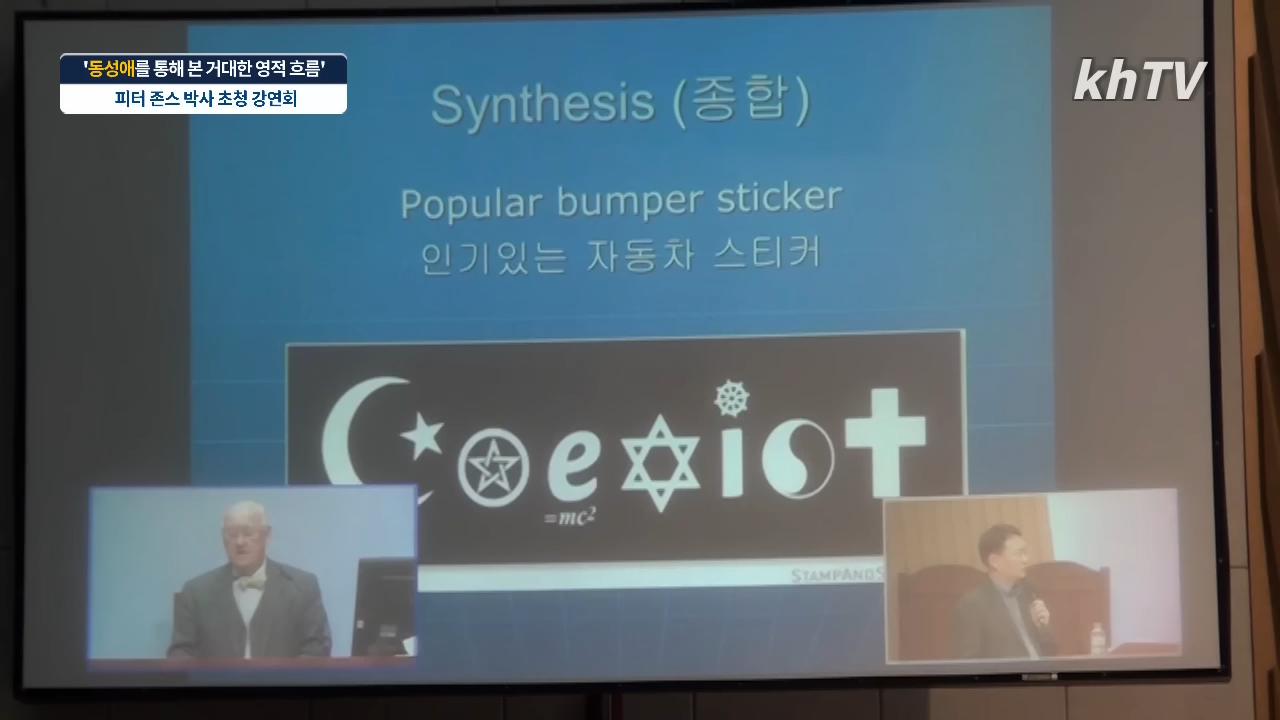 '동성애를 통해 본 거대한 영적 흐름'
피터 존스 박사 초청 강연회
khTV
Synthesis (종합)
Popular bumper sticker
인기있는 자동차 스티커
Coexist
=mc²
STAMPANDS